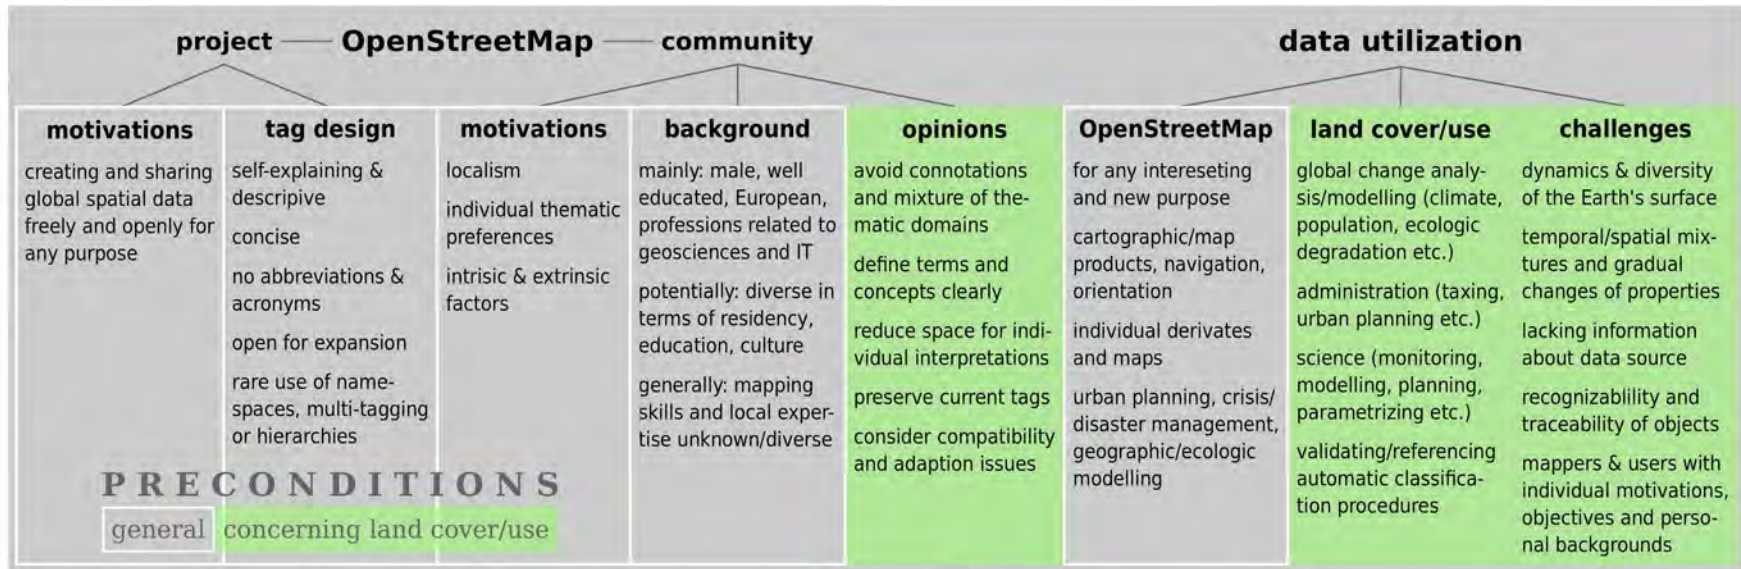 project OpenStreetMap community
data utilization
motivations
creating and sharing
global spatial data
freely and openly for
any purpose
tag design
self-explaining &
descripive
concise
no abbreviations &
acronyms
open for expansion
rare use of name-
spaces, multi-tagging
or hierarchies
motivations
localism
individual thematic
preferences
intrisic & extrinsic
factors
background
mainly: male, well
educated, European,
professions related to
geosciences and IT
potentially: diverse in
terms of residency,
education, culture
generally: mapping
skills and local exper-
tise unknown/diverse
opinions
avoid connotations
and mixture of the-
matic domains
define terms and
concepts clearly
reduce space for indi-
vidual interpretations
preserve current tags
consider compatibility
and adaption issues
OpenStreetMap
for any intereseting
and new purpose
cartographic/map
products, navigation,
orientation
individual derivates
and maps
urban planning, crisis/
disaster management,
geographic/ecologic
modelling
land cover/use
global change analy-
sis/modelling (climate,
population, ecologic
degradation etc.)
administration (taxing,
urban planning etc.)
science (monitoring,
modelling, planning,
parametrizing etc.)
validating/referencing
automatic classifica-
tion procedures
challenges
dynamics & diversity
of the Earth's surface
temporal/spatial mix-
tures and gradual
changes of properties
lacking information
about data source
recognizablility and
traceability of objects
mappers & users with
individual motivations,
objectives and perso-
nal backgrounds
PRECONDITIONS
general concerning land cover/use